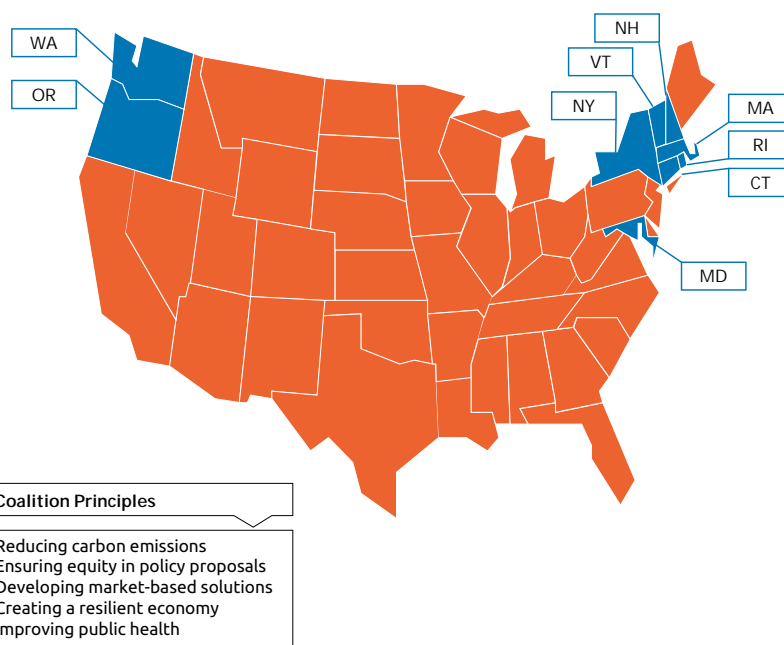 WA
OR
NH
VT
NY
MA
RI
CT
MD
Coalition Principles
Reducing carbon emissions
Ensuring equity in policy proposals
Developing market-based solutions
Creating a resilient economy
Improving public health